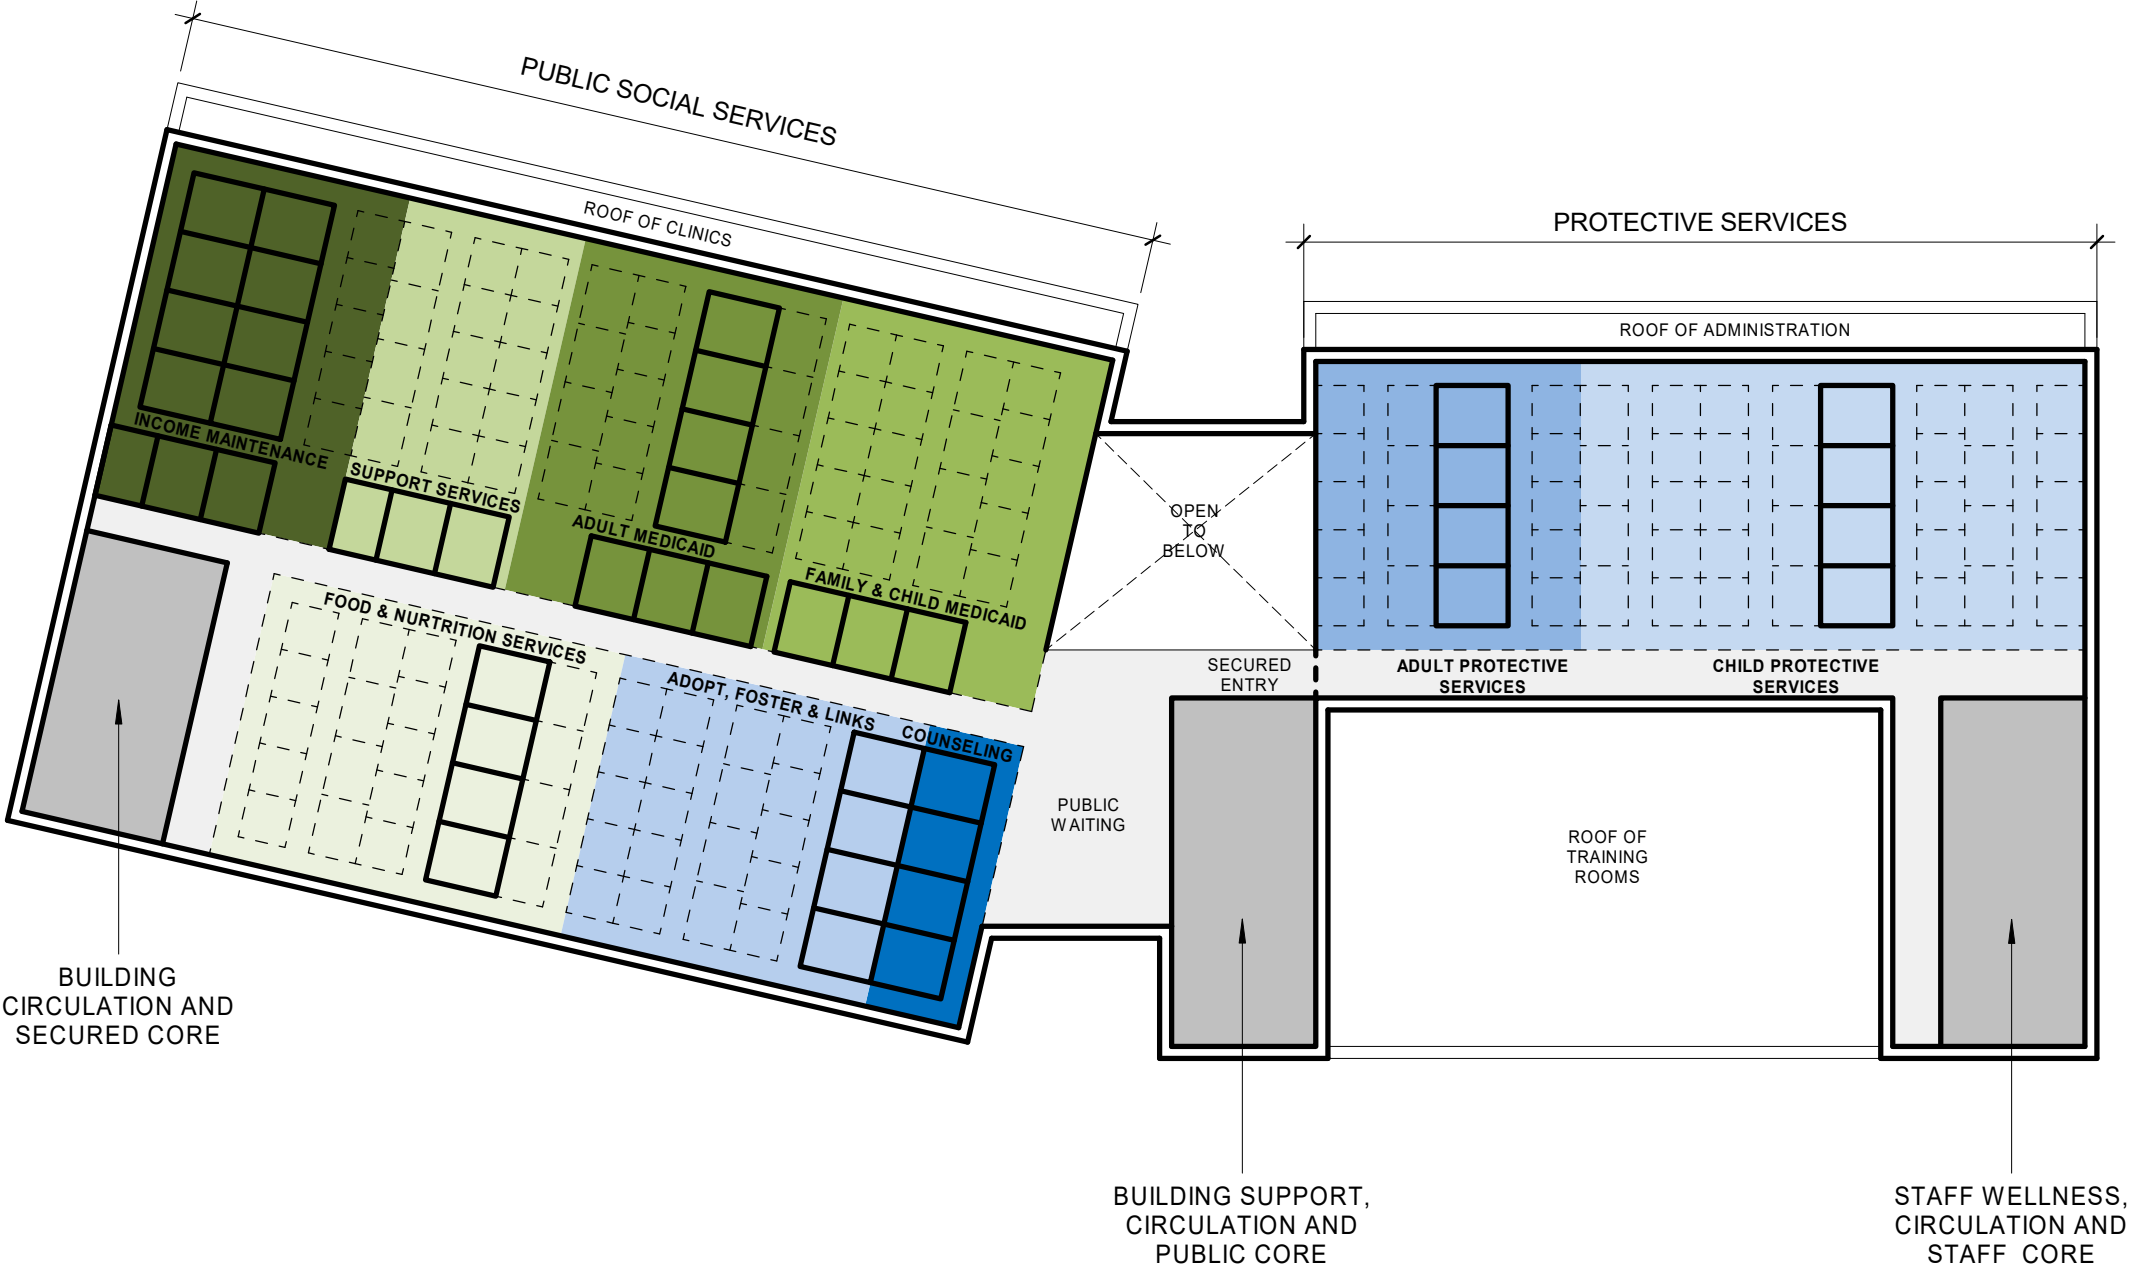 PUBLIC SOCIAL SERVICES
ROOF OF CLINICS
PROTECTIVE SERVICES
ROOF OF ADMINISTRATION
INCOME MAINTENANCE
SUPPORT SERVICES
ADULT MEDICAID
FAMILY & CHILD MEDICAID
OPEN
TO
BELOW
FOOD & NURTRITION SERVICES
ADOPT, FOSTER & LINKS
COUNSELING
SECURED
ENTRY
ADULT PROTECTIVE
SERVICES
CHILD PROTECTIVE
SERVICES
PUBLIC
WAITING
ROOF OF
TRAINING
ROOMS
BUILDING
CIRCULATION AND
SECURED CORE
BUILDING SUPPORT,
CIRCULATION AND
PUBLIC CORE
STAFF WELLNESS,
CIRCULATION AND
STAFF CORE